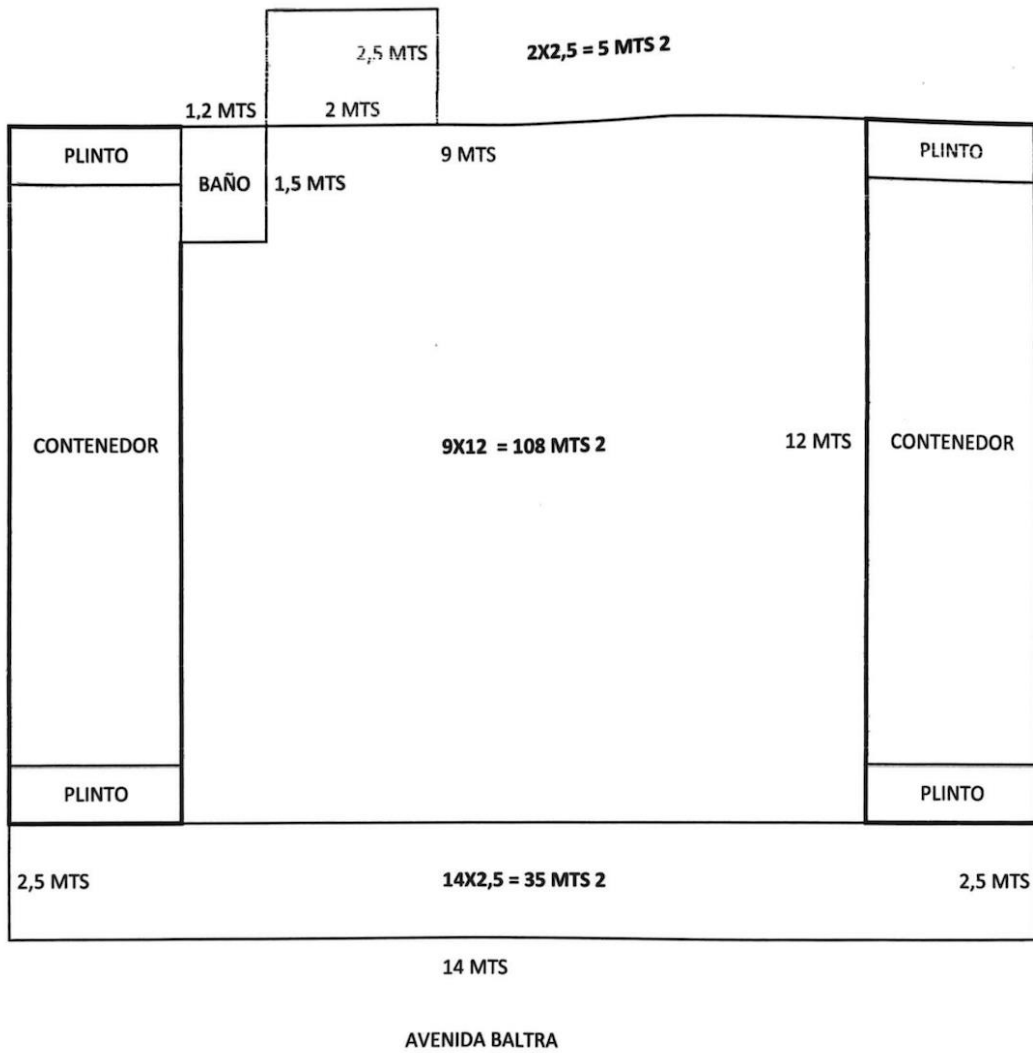 2,5 MTS
2X2,5 = 5 MTS 2
1,2 MTS
2 MTS
PLINTO
9 MTS
PLINTO
BAÑO
1,5 MTS
CONTENEDOR
9X12 = 108 MTS 2
12 MTS
CONTENEDOR
PLINTO
PLINTO
2,5 MTS
14X2,5 = 35 MTS 2
2,5 MTS
14 MTS
AVENIDA BALTRA